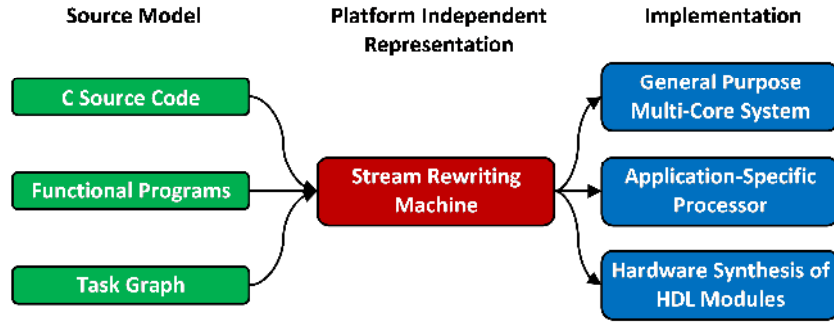 Source Model
Platform Independent
Representation
Implementation
C Source Code
Functional Programs
Task Graph
Stream Rewriting
Machine
General Purpose
Multi-Core System
Application-Specific
Processor
Hardware Synthesis of
HDL Modules